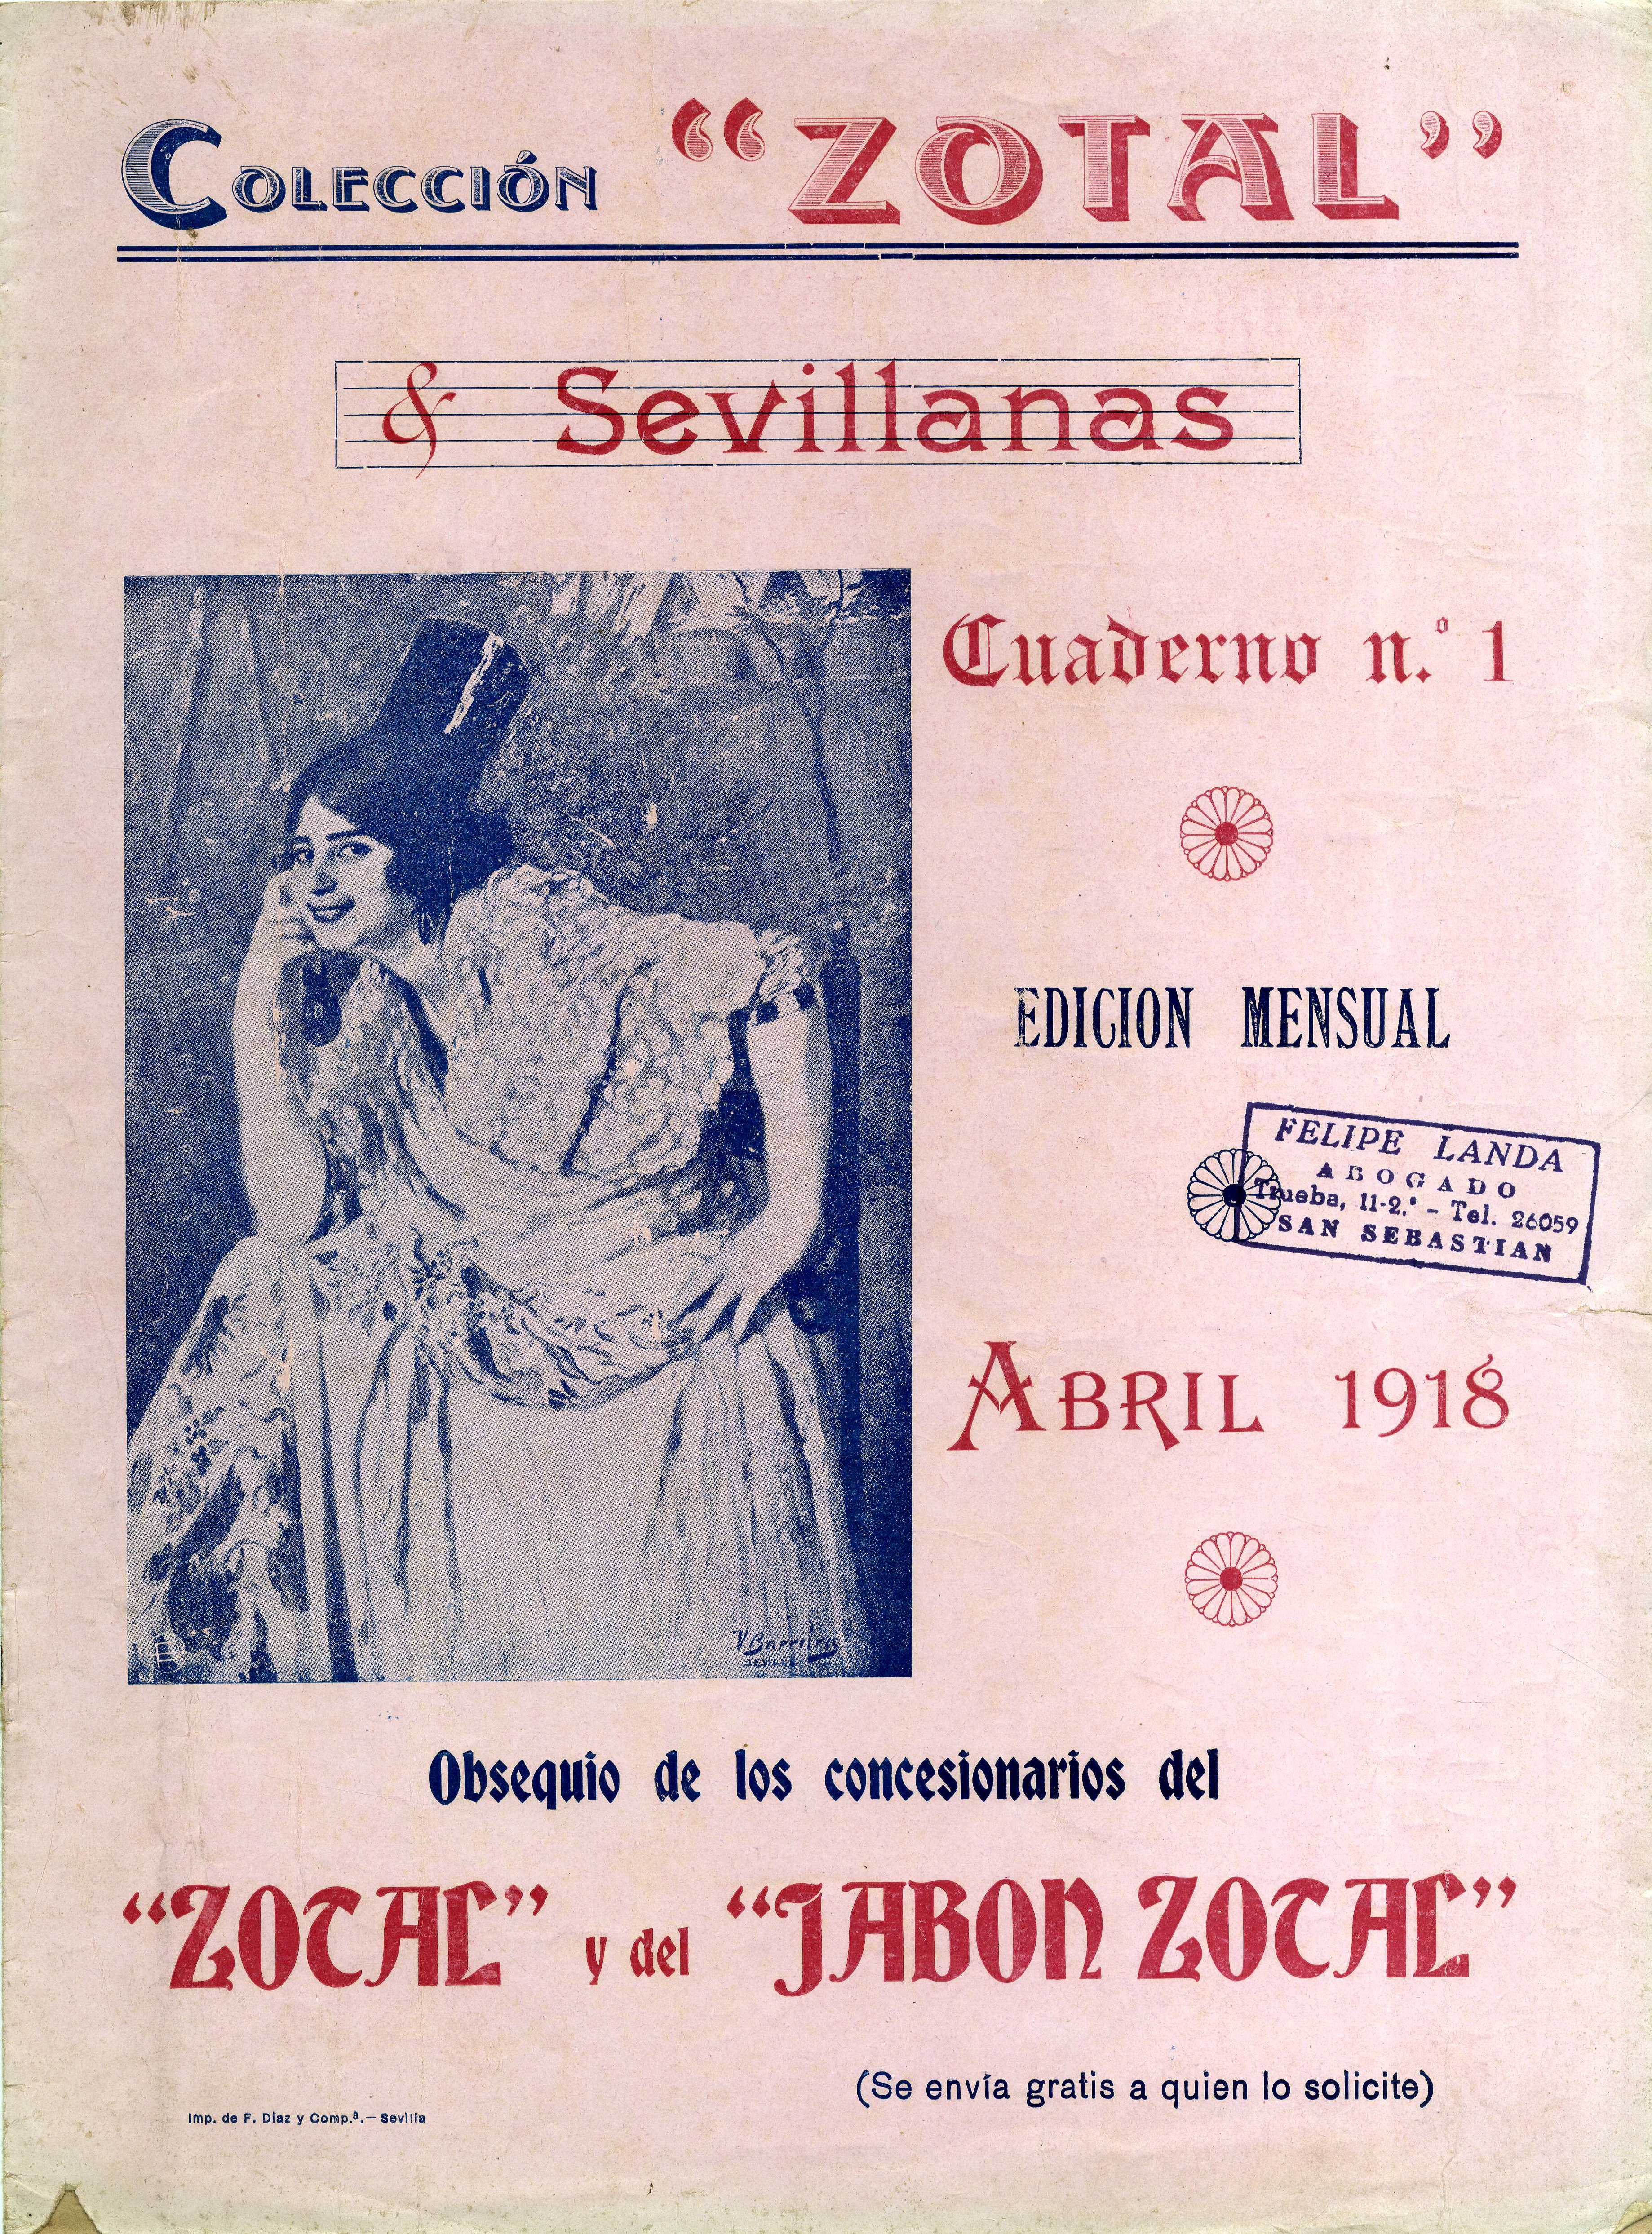 COLECCIÓN “ZOTAL”
Sevillanas
Cuaderno n.º 1
EDICION MENSUAL
FELIPE LANDA
ABOGADO
Trueba, 11-2.º - Tel. 26059
SAN SEBASTIAN
ABRIL 1918
V. Barreira
SEVILLA
Obsequio de los concesionarios del
“ZOTAL” y del “JABON ZOTAL”
(Se envía gratis a quien lo solicite)
Imp. de F. Díaz y Comp.ª.— Sevilla